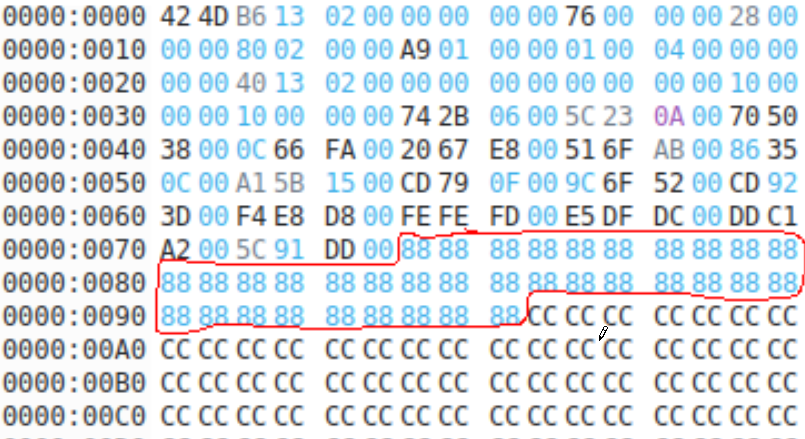 0000:0000 42 4D B6 13 02 00 00 00 00 00 76 00 00 00 28 00
0000:0010 00 00 80 02 00 00 A9 01 00 00 01 00 04 00 00 00
0000:0020 00 00 40 13 02 00 00 00 00 00 00 00 00 00 10 00
0000:0030 00 00 10 00 00 00 74 2B 06 00 5C 23 0A 00 70 50
0000:0040 38 00 0C 66 FA 00 20 67 E8 00 51 6F AB 00 86 35
0000:0050 0C 00 A1 5B 15 00 CD 79 0F 00 9C 6F 52 00 CD 92
0000:0060 3D 00 F4 E8 D8 00 FE FE FD 00 E5 DF DC 00 DD C1
0000:0070 A2 00 5C 91 DD 00 88 88 88 88 88 88 88 88 88 88
0000:0080 88 88 88 88 88 88 88 88 88 88 88 88 88 88 88 88
0000:0090 88 88 88 88 88 88 88 88 88 88 CC CC CC CC CC CC
0000:00A0 CC CC CC CC CC CC CC CC CC CC CC CC CC CC CC CC
0000:00B0 CC CC CC CC CC CC CC CC CC CC CC CC CC CC CC CC
0000:00C0 CC CC CC CC CC CC CC CC CC CC CC CC CC CC CC CC